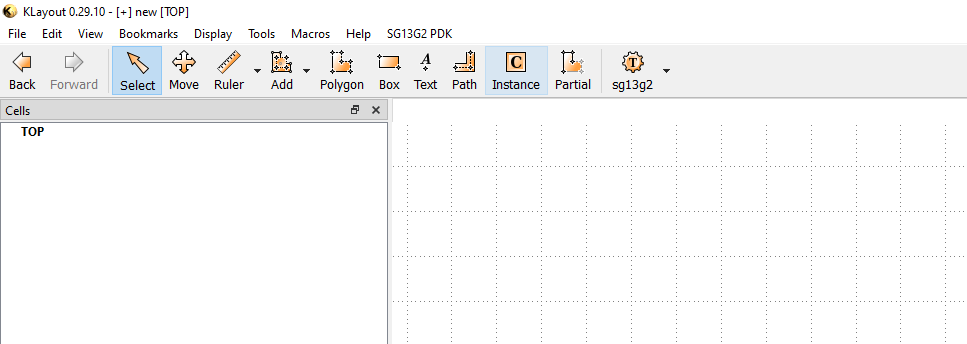 KLayout 0.29.10 - [+] new [TOP]
File Edit View Bookmarks Display Tools Macros Help SG13G2 PDK
C T
A
Back Forward Select Move Ruler Add Polygon Box Text Path Instance Partial sg13g2
Cells
TOP